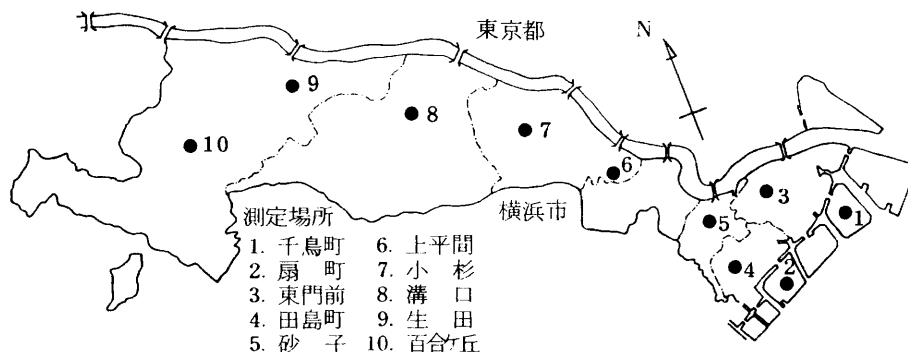 東京都
N
9
10
8
7
6
5
3
1
4
2
横浜市
測定場所
1. 千鳥町 6. 上平間
2. 扇 町 7. 小 杉
3. 東門前 8. 溝 口
4. 田島町 9. 生 田
5. 砂 子 10. 百合ケ丘